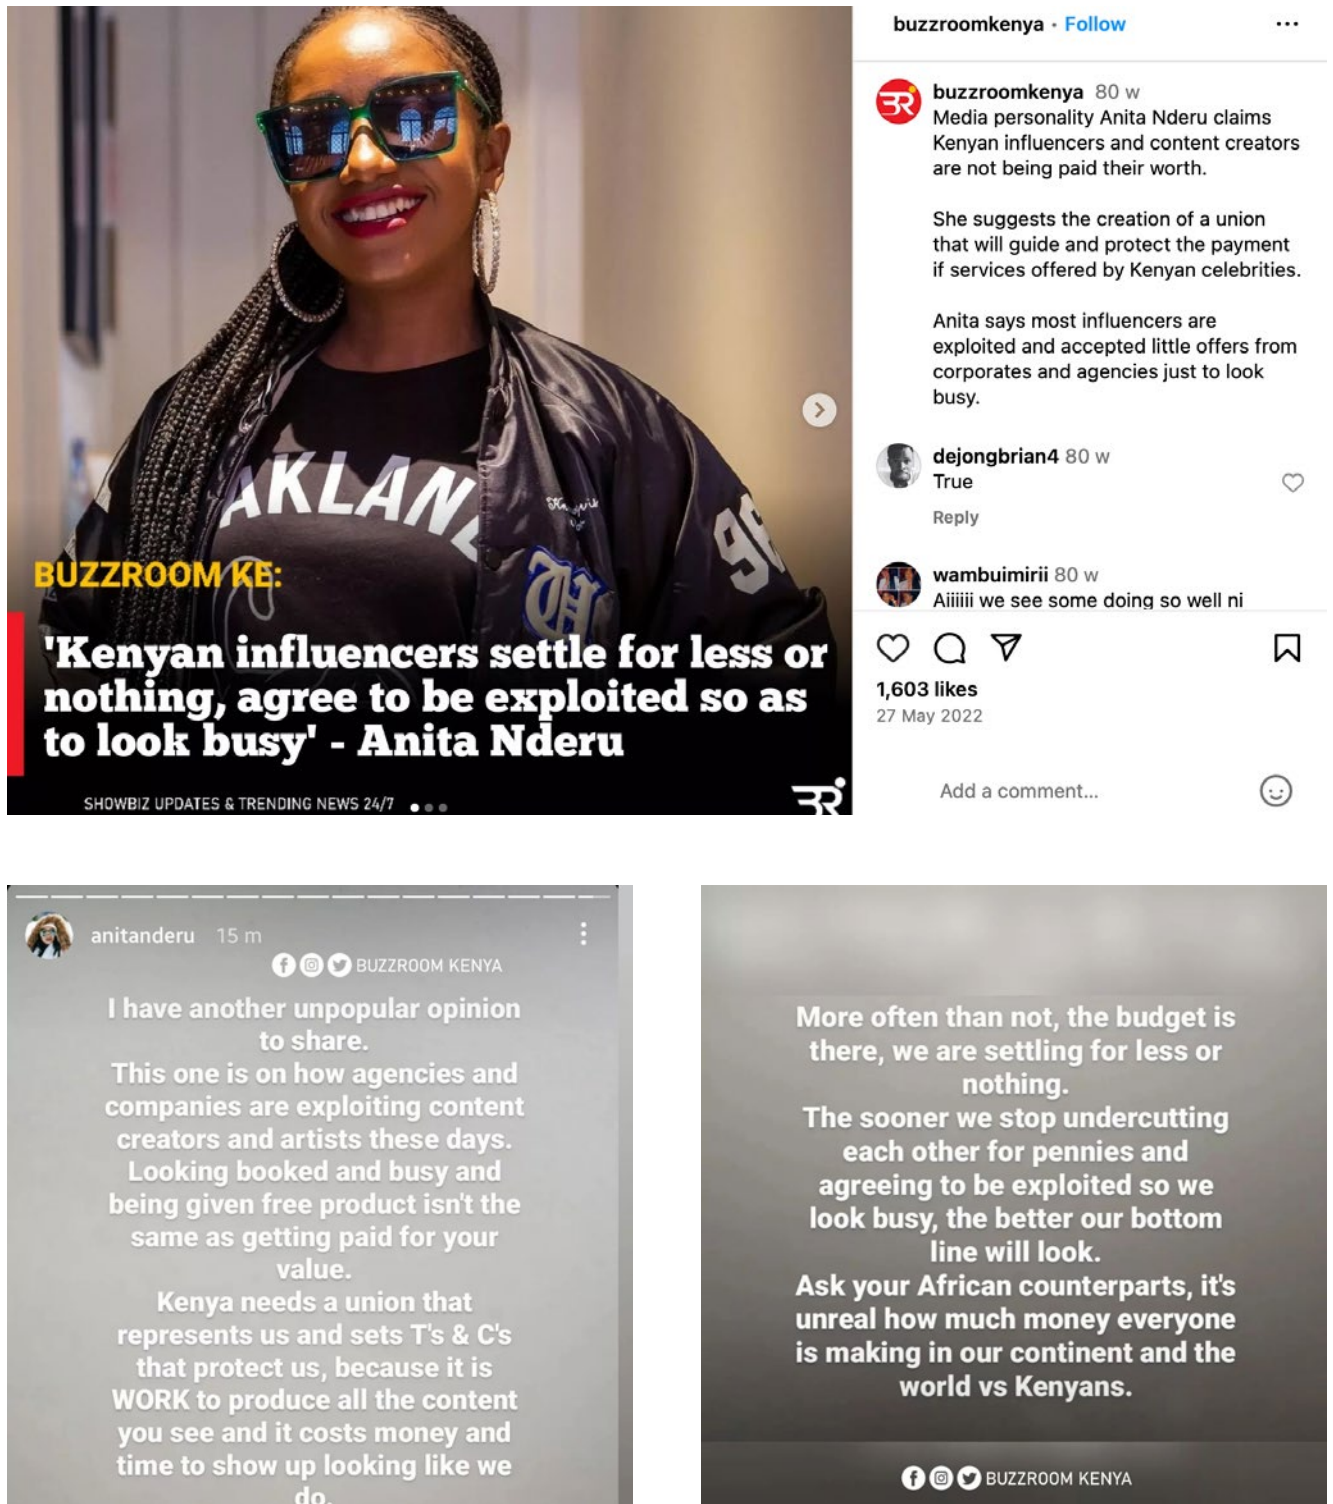 buzzroomkenya • Follow
buzzroomkenya 80 w
Media personality Anita Nderu claims
Kenyan influencers and content creators
are not being paid their worth.
She suggests the creation of a union
that will guide and protect the payment
if services offered by Kenyan celebrities.
Anita says most influencers are
exploited and accepted little offers from
corporates and agencies just to look
busy.
dejongbrian4 80 w
True
Reply
wambuimirii 80 w
Aiiiiii we see some doing so well ni
1,603 likes
27 May 2022
Add a comment...
AKLAN
96
BUZZROOM KE:
'Kenyan influencers settle for less or
nothing, agree to be exploited so as
to look busy' - Anita Nderu
SHOWBIZ UPDATES & TRENDING NEWS 24/7
BR
anitanderu 15 m
BUZZROOM KENYA
I have another unpopular opinion
to share.
This one is on how agencies and
companies are exploiting content
creators and artists these days.
Looking booked and busy and
being given free product isn't the
same as getting paid for your
value.
Kenya needs a union that
represents us and sets T's & C's
that protect us, because it is
WORK to produce all the content
you see and it costs money and
time to show up looking like we
do.
More often than not, the budget is
there, we are settling for less or
nothing.
The sooner we stop undercutting
each other for pennies and
agreeing to be exploited so we
look busy, the better our bottom
line will look.
Ask your African counterparts, it's
unreal how much money everyone
is making in our continent and the
world vs Kenyans.
BUZZROOM KENYA